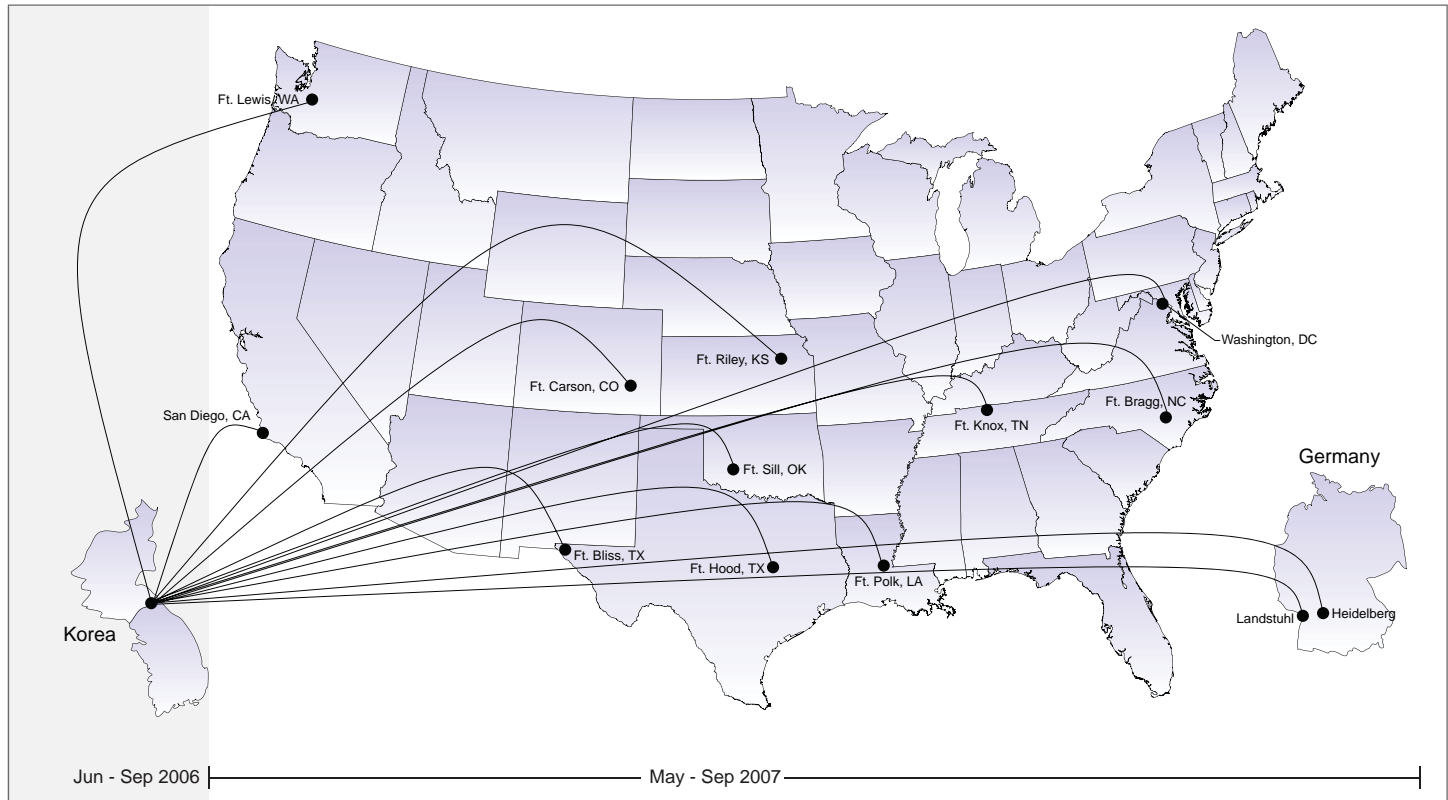 Ft. Lewis, WA
Ft. Riley, KS
Washington, DC
Ft. Carson, CO
Ft. Bragg, NC
San Diego, CA
Ft. Knox, TN
Germany
Ft. Sill, OK
Ft. Bliss, TX
Ft. Hood, TX
Ft. Polk, LA
Heidelberg
Landstuhl
Korea
Jun - Sep 2006
May - Sep 2007